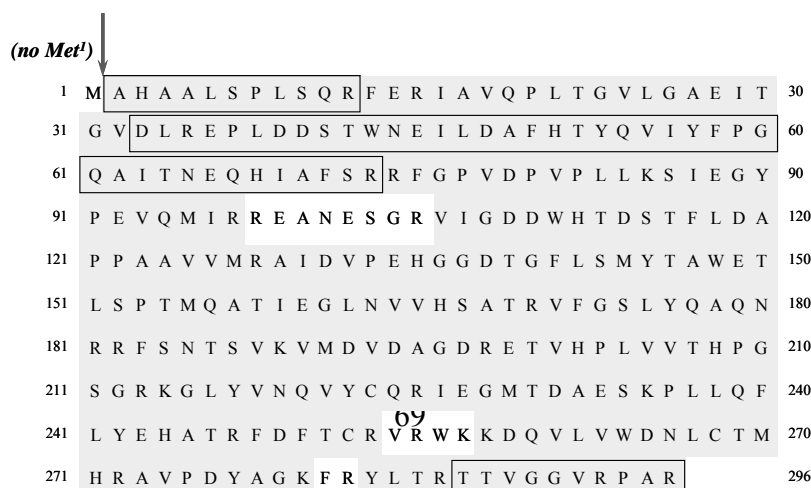 (no Met¹)
1 M A H A A L S P L S Q R F E R I A V Q P L T G V L G A E I T 30
31 G V D L R E P L D D S T W N E I L D A F H T Y Q V I Y F P G 60
61 Q A I T N E Q H I A F S R R F G P V D P V P L L K S I E G Y 90
91 P E V Q M I R R E A N E S G R V I G D D W H T D S T F L D A 120
121 P P A A V V M R A I D V P E H G G D T G F L S M Y T A W E T 150
151 L S P T M Q A T I E G L N V V H S A T R V F G S L Y Q A Q N 180
181 R R F S N T S V K V M D V D A G D R E T V H P L V V T H P G 210
211 S G R K G L Y V N Q V Y C Q R I E G M T D A E S K P L L Q F 240
69
241 L Y E H A T R F D F T C R V R W K K D Q V L V W D N L C T M 270
271 H R A V P D Y A G K F R Y L T R T T V G G V R P A R 296